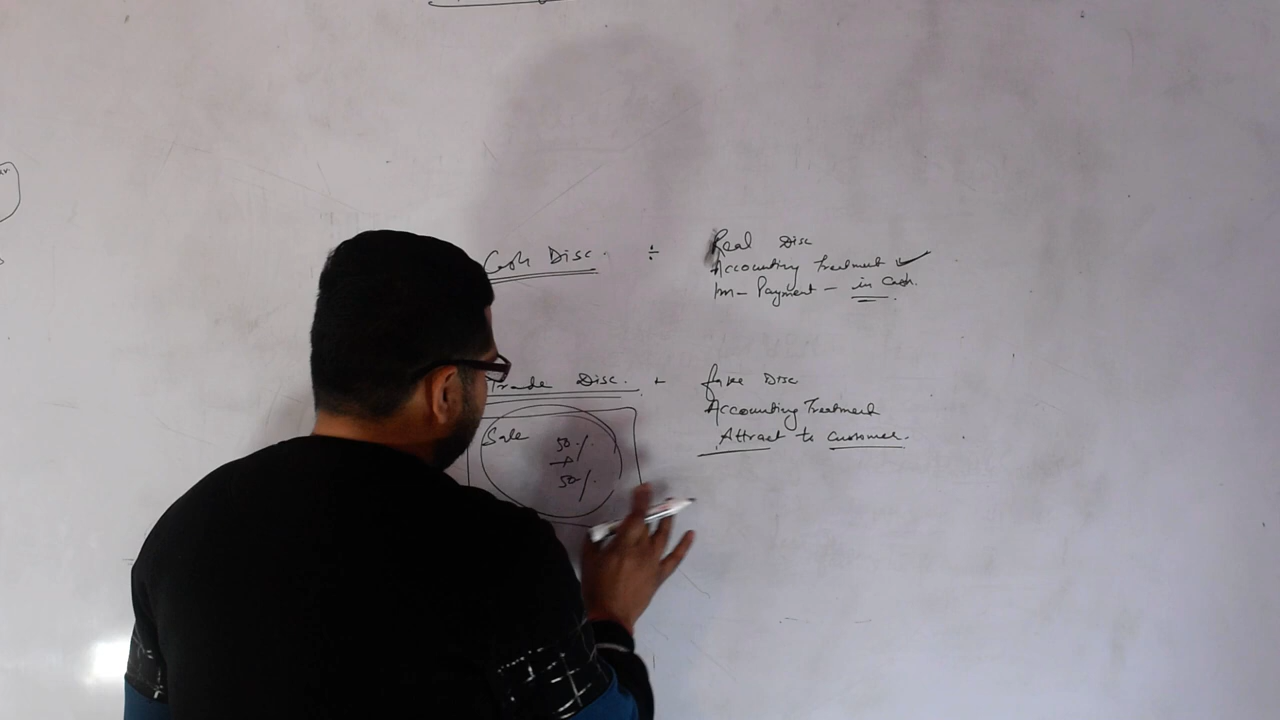 Cash Disc. ÷ Real Disc
Accounting Treatment ✓
Im- Payment - in Cash.
Trade Disc. - fake Disc
Accounting Treatment
Attract to Customer.
Sale
50%
+
50%